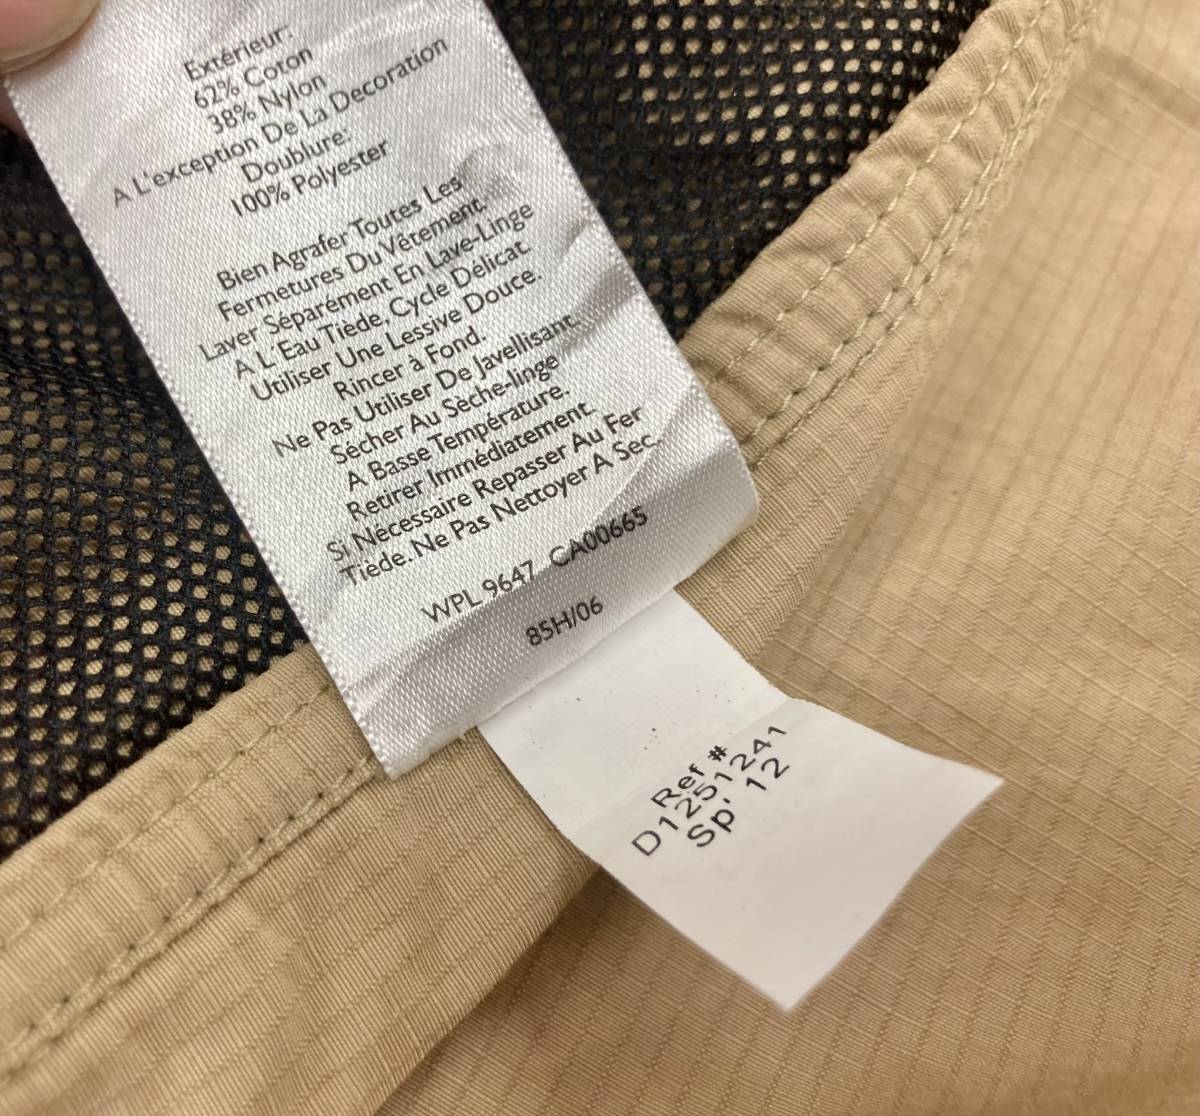 Extérieur:
62% Coton
38% Nylon
A L'exception De La Decoration
Doublure:
100% Polyester
Bien Agrafer Toutes Les
Fermetures Du Vêtement.
Laver Séparément En Lave-Linge
A L'Eau Tiède, Cycle Délicat
Utiliser Une Lessive Douce.
Rincer à Fond.
Ne Pas Utiliser De Javellisant.
Sécher Au Sèche-linge
A Basse Température.
Retirer Immédiatement.
Si Nécessaire Repasser Au Fer
Tiède. Ne Pas Nettoyer A Sec.
WPL 9647 CA00665
85H/06
Ref #
D1251241
Sp' 12